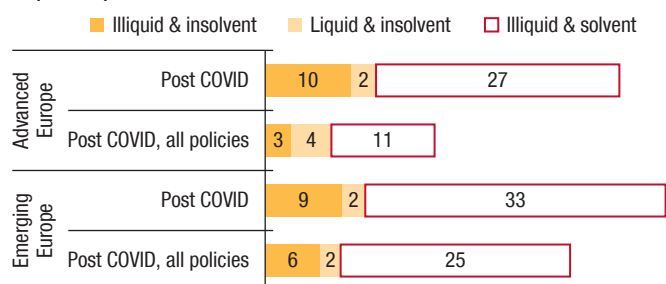 Illiquid & insolvent Liquid & insolvent Illiquid & solvent
Advanced
Europe
Post COVID 10 2 27
Post COVID, all policies 3 4 11
Emerging
Europe
Post COVID 9 2 33
Post COVID, all policies 6 2 25